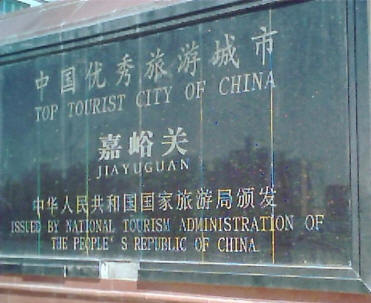 中国优秀旅游城市
TOP TOURIST CITY OF CHINA
嘉峪关
JIAYUGUAN
中华人民共和国国家旅游局颁发
ISSUED BY NATIONAL TOURISM ADMINISTRATION OF
THE PEOPLE'S REPUBLIC OF CHINA